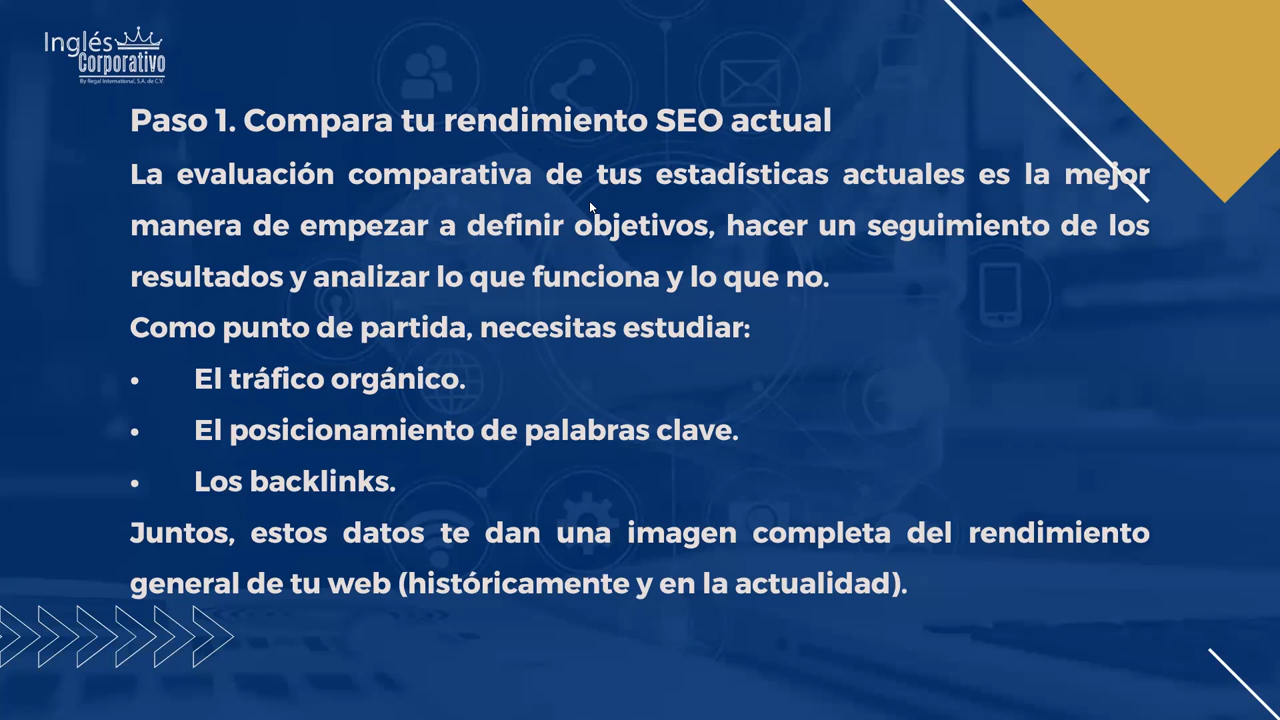 Inglés
Corporativo
By Regal International, S.A. de C.V.
Paso 1. Compara tu rendimiento SEO actual
La evaluación comparativa de tus estadísticas actuales es la mejor
manera de empezar a definir objetivos, hacer un seguimiento de los
resultados y analizar lo que funciona y lo que no.
Como punto de partida, necesitas estudiar:
• El tráfico orgánico.
• El posicionamiento de palabras clave.
• Los backlinks.
Juntos, estos datos te dan una imagen completa del rendimiento
general de tu web (históricamente y en la actualidad).